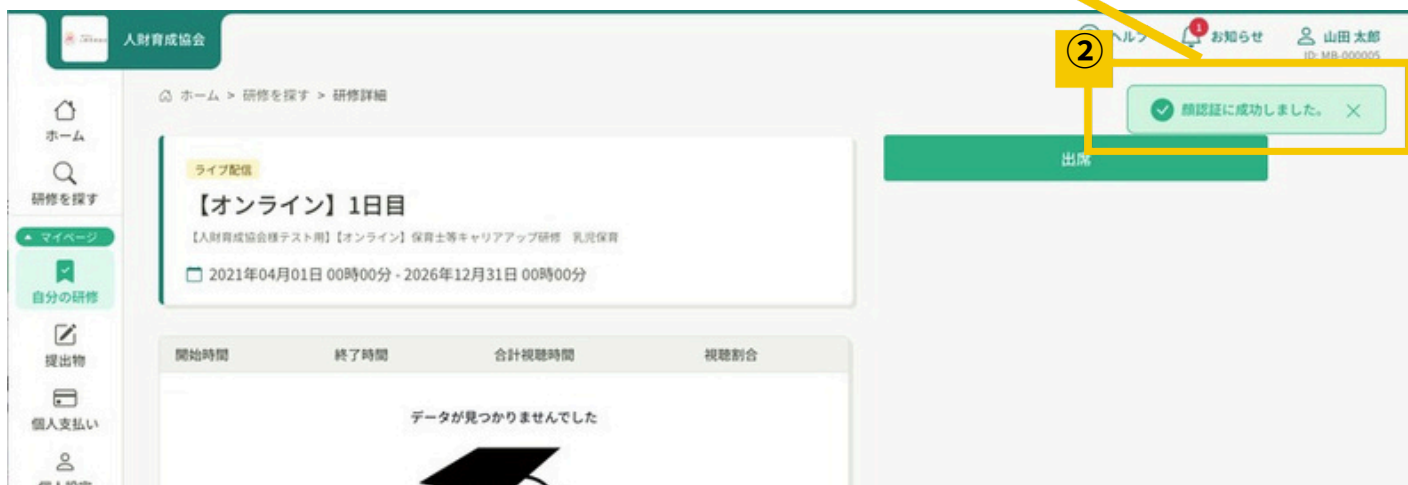 人財育成協会
ヘルプ
1
お知らせ
山田 太郎
ID: MB-000005
②
ホーム > 研修を探す > 研修詳細
顔認証に成功しました。
出席
ホーム
研修を探す
マイページ
自分の研修
提出物
個人支払い
ライブ配信
【オンライン】1日目
【人財育成協会様テスト用】【オンライン】保育士等キャリアアップ研修 乳児保育
2021年04月01日 00時00分 - 2026年12月31日 00時00分
開始時間 終了時間 合計視聴時間 視聴割合
データが見つかりませんでした